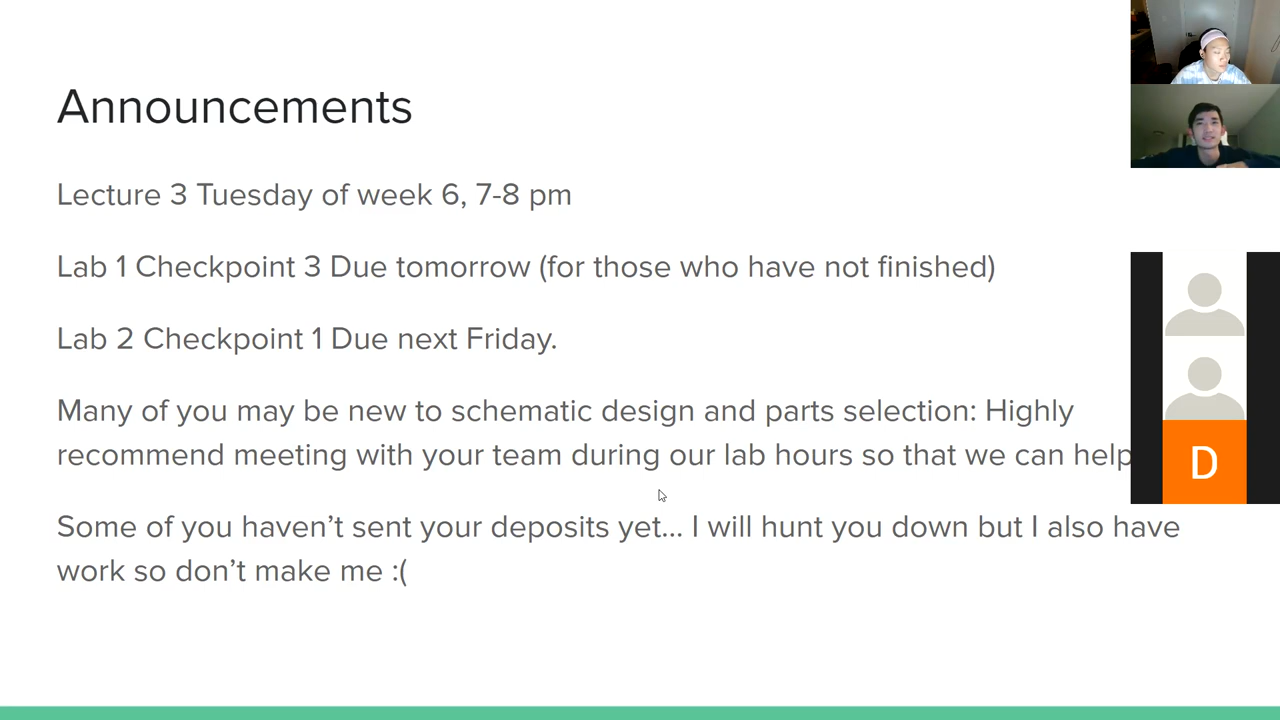 Announcements
Lecture 3 Tuesday of week 6, 7-8 pm
Lab 1 Checkpoint 3 Due tomorrow (for those who have not finished)
Lab 2 Checkpoint 1 Due next Friday.
Many of you may be new to schematic design and parts selection: Highly
recommend meeting with your team during our lab hours so that we can help
D
Some of you haven’t sent your deposits yet... I will hunt you down but I also have
work so don’t make me :(